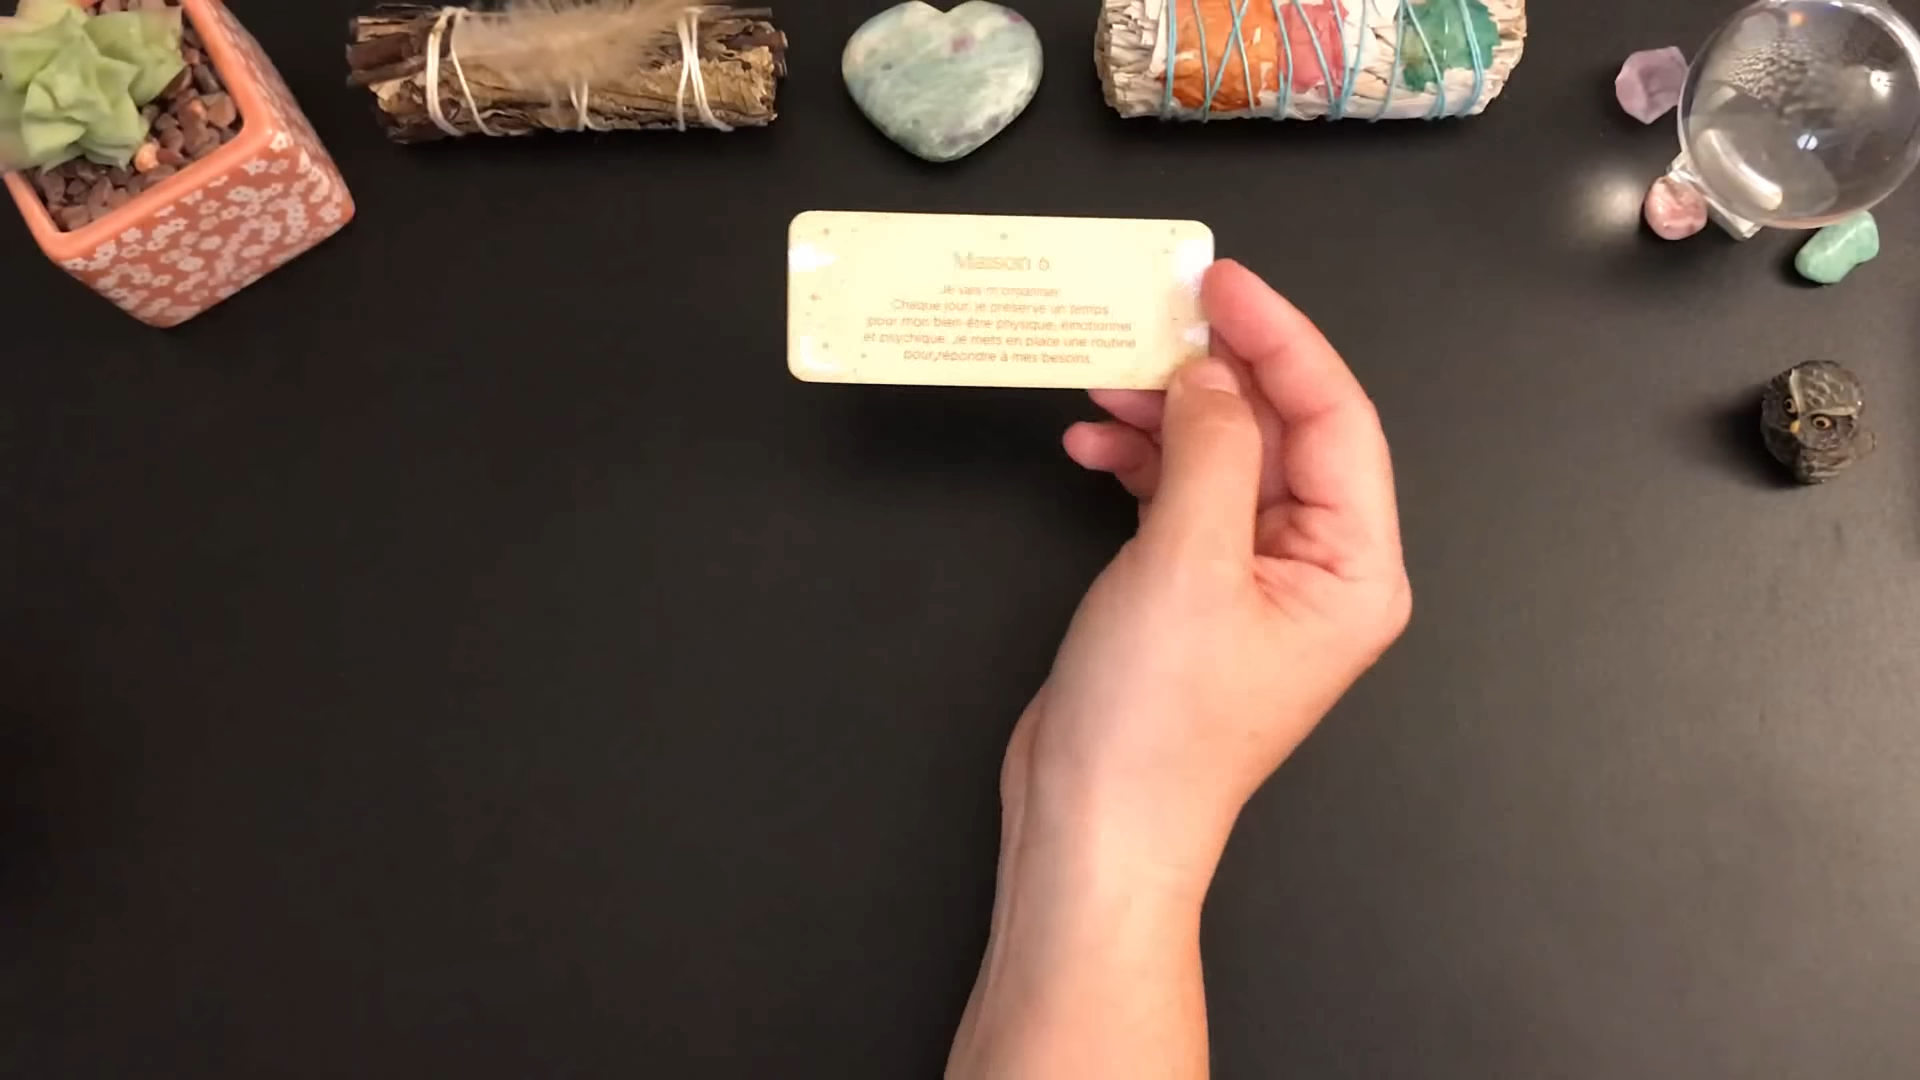 Maison 6
Je vais m'organiser
Chaque jour, je préserve un temps
pour mon bien-être physique, émotionnel
et psychique. Je mets en place une routine
pour répondre à mes besoins.